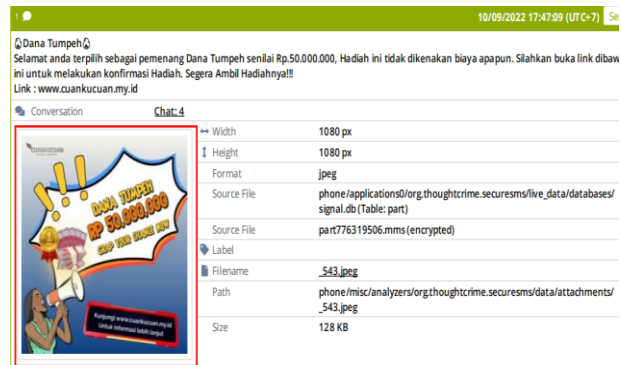 1
10/09/2022 17:47:09 (UTC+7)
Se
Dana Tumpeh
Selamat anda terpilih sebagai pemenang Dana Tumpeh senilai Rp.50.000.000, Hadiah ini tidak dikenakan biaya apapun. Silahkan buka link dibaw
ini untuk melakukan konfirmasi Hadiah. Segera Ambil Hadiahnya!!!
Link : www.cuankucuan.my.id
Conversation Chat: 4
Width 1080 px
Height 1080 px
Format jpeg
Source File phone/applications0/org.thoughtcrime.securesms/live_data/databases/
signal.db (Table: part)
Source File part776319506.mms (encrypted)
Label
Filename _543.jpeg
Path phone/misc/analyzers/org.thoughtcrime.securesms/data/attachments/
_543.jpeg
Size 128 KB
CUANKUCUAN
DANA TUMPEH
RP 50.000.000
GRAP YOUR CHANCE NOW
Kunjungi www.cuankucuan.my.id
Untuk informasi lebih lanjut